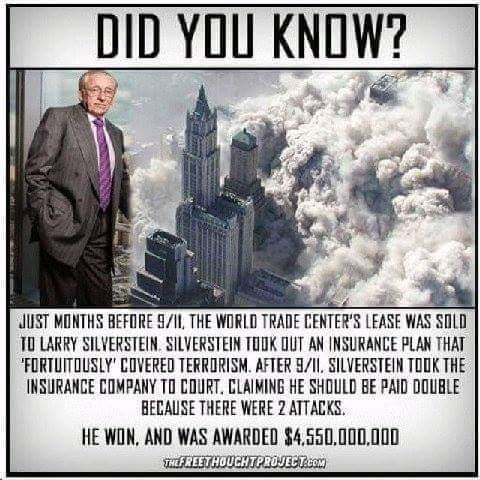 DID YOU KNOW?
JUST MONTHS BEFORE 9/11, THE WORLD TRADE CENTER'S LEASE WAS SOLD
TO LARRY SILVERSTEIN. SILVERSTEIN TOOK OUT AN INSURANCE PLAN THAT
'FORTUITOUSLY' COVERED TERRORISM. AFTER 9/11, SILVERSTEIN TOOK THE
INSURANCE COMPANY TO COURT, CLAIMING HE SHOULD BE PAID DOUBLE
BECAUSE THERE WERE 2 ATTACKS.
HE WON, AND WAS AWARDED $4,550,000,000
THEFREETHOUGHTPROJECT.COM